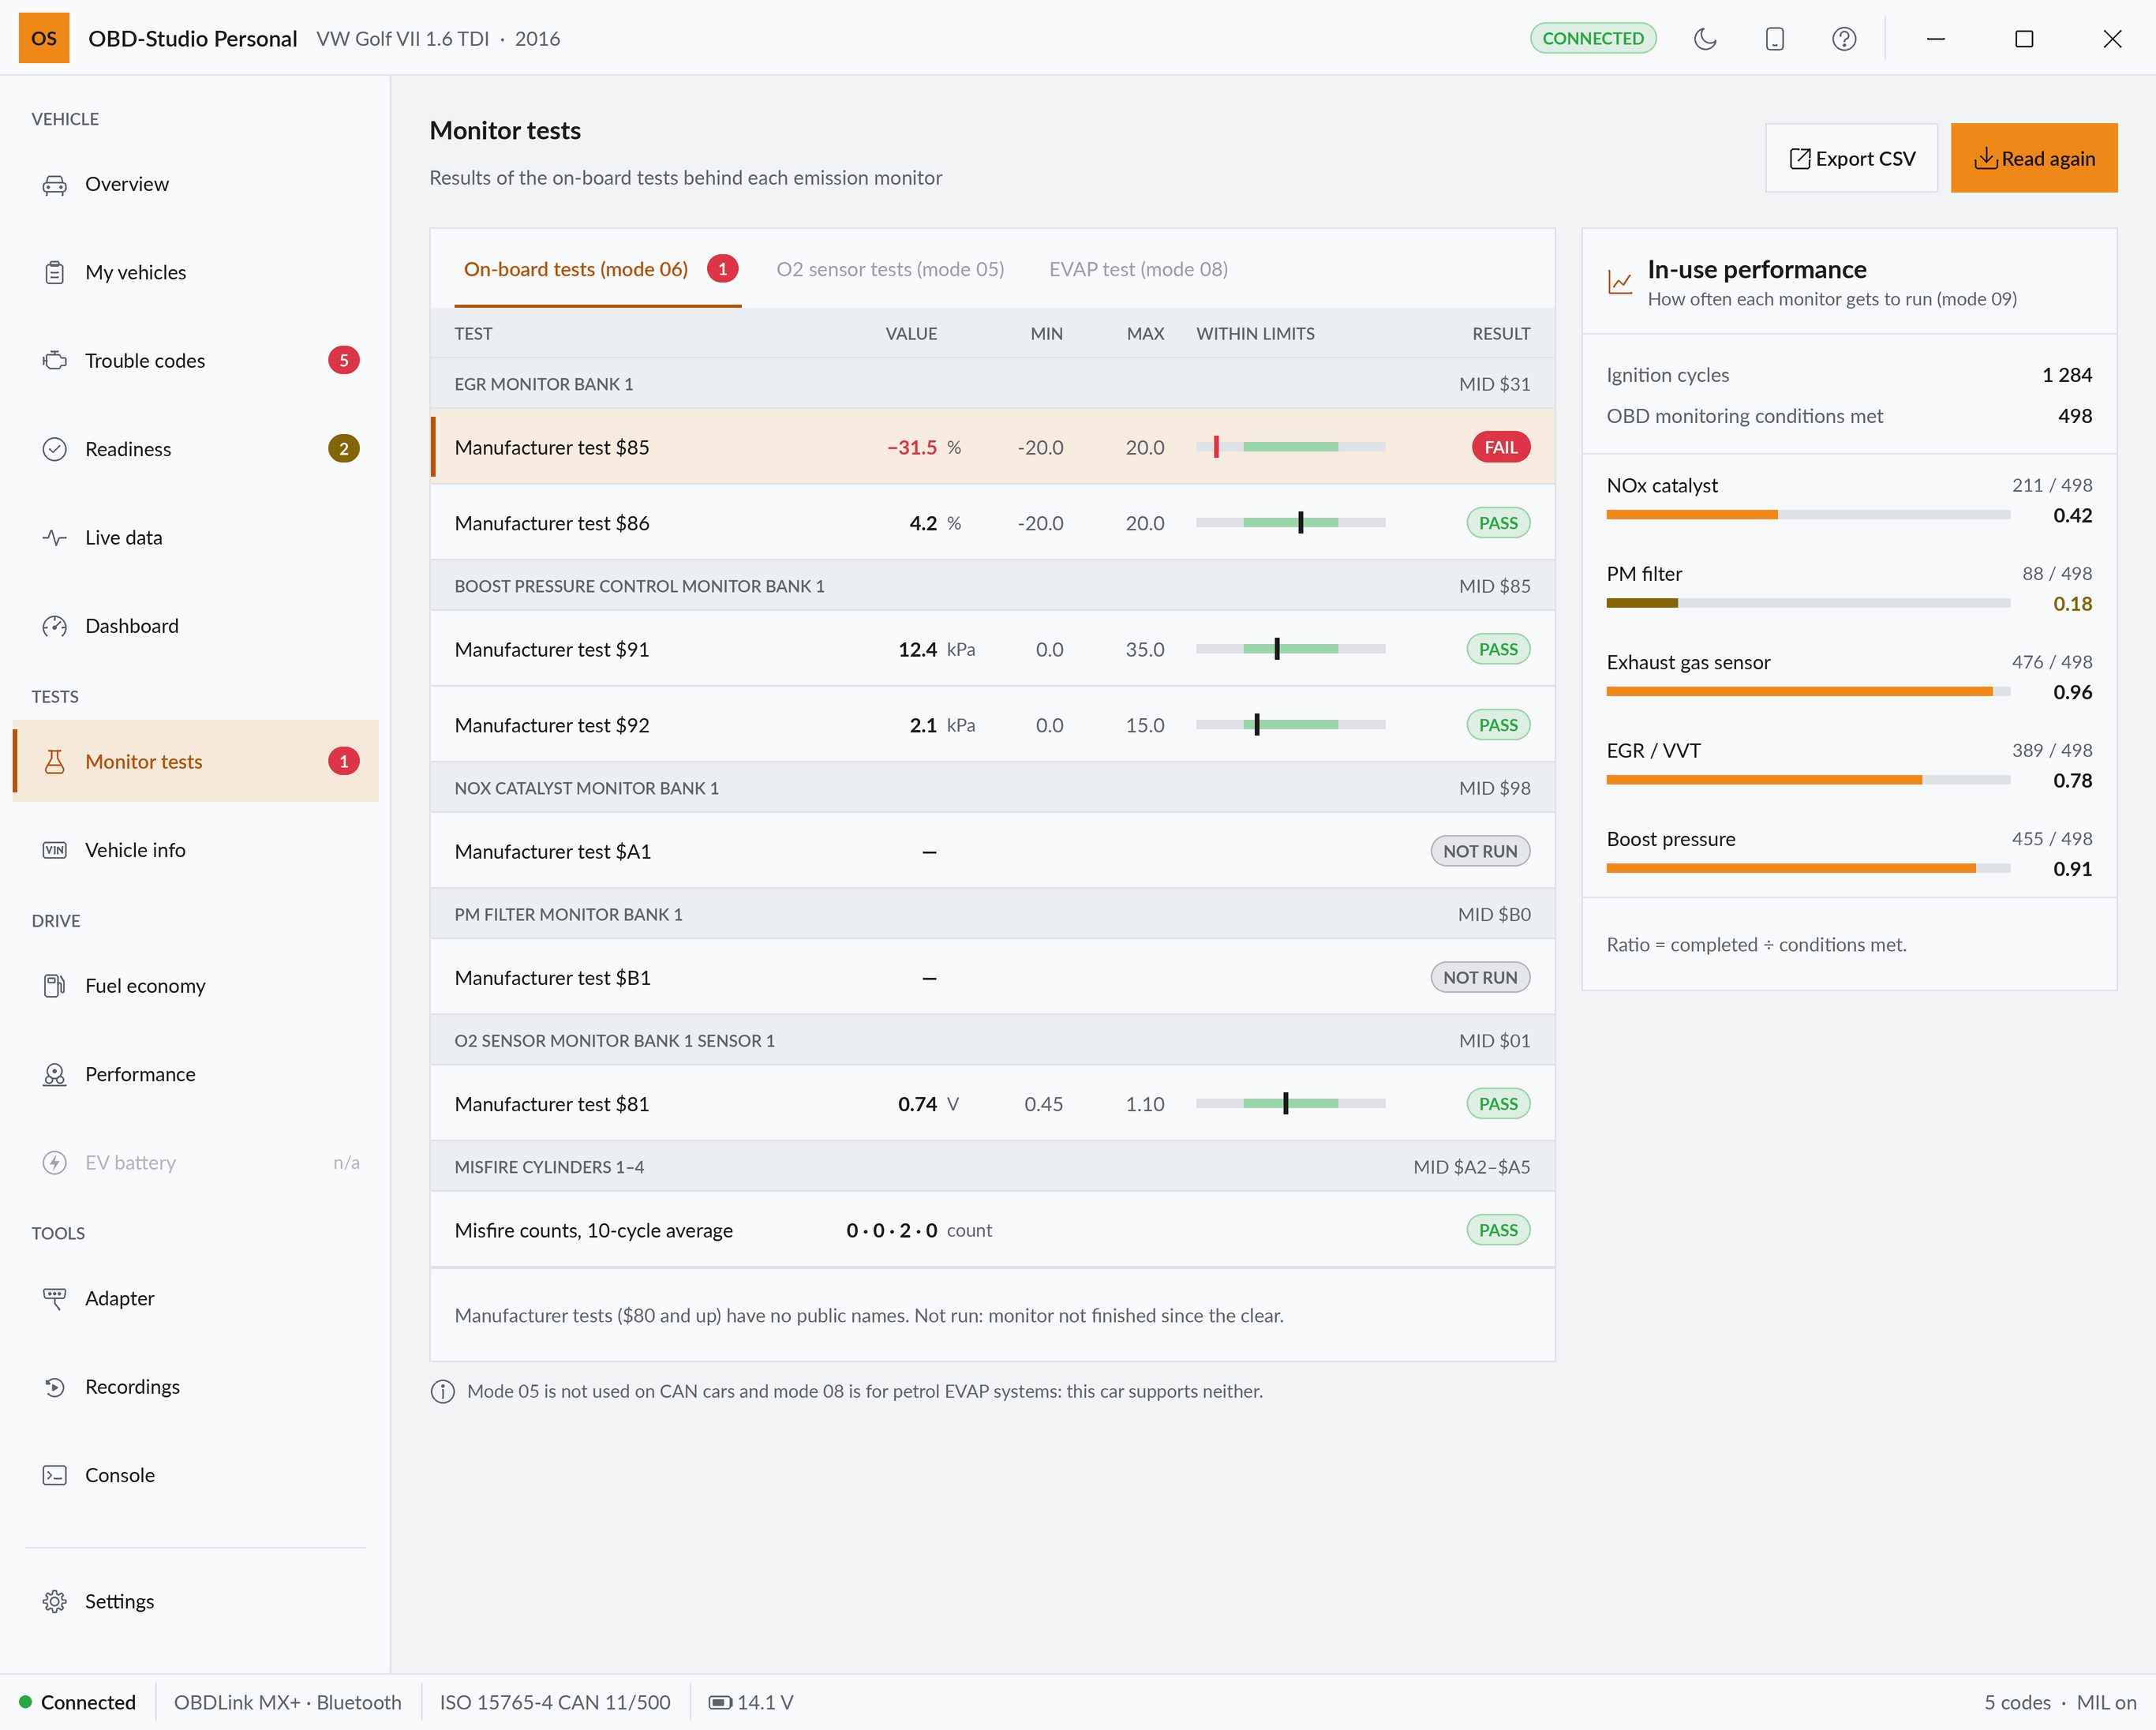 OS OBD-Studio Personal VW Golf VII 1.6 TDI · 2016 CONNECTED
VEHICLE
Overview
My vehicles
Trouble codes 5
Readiness 2
Live data
Dashboard
TESTS
Monitor tests 1
VIN Vehicle info
DRIVE
Fuel economy
Performance
EV battery n/a
TOOLS
Adapter
Recordings
Console
Settings
Monitor tests
Results of the on-board tests behind each emission monitor
Export CSV Read again
On-board tests (mode 06) 1 O2 sensor tests (mode 05) EVAP test (mode 08)
TEST VALUE MIN MAX WITHIN LIMITS RESULT
EGR MONITOR BANK 1 MID $31
Manufacturer test $85 −31.5 % -20.0 20.0 FAIL
Manufacturer test $86 4.2 % -20.0 20.0 PASS
BOOST PRESSURE CONTROL MONITOR BANK 1 MID $85
Manufacturer test $91 12.4 kPa 0.0 35.0 PASS
Manufacturer test $92 2.1 kPa 0.0 15.0 PASS
NOX CATALYST MONITOR BANK 1 MID $98
Manufacturer test $A1 — NOT RUN
PM FILTER MONITOR BANK 1 MID $B0
Manufacturer test $B1 — NOT RUN
O2 SENSOR MONITOR BANK 1 SENSOR 1 MID $01
Manufacturer test $81 0.74 V 0.45 1.10 PASS
MISFIRE CYLINDERS 1–4 MID $A2–$A5
Misfire counts, 10-cycle average 0 · 0 · 2 · 0 count PASS
Manufacturer tests ($80 and up) have no public names. Not run: monitor not finished since the clear.
Mode 05 is not used on CAN cars and mode 08 is for petrol EVAP systems: this car supports neither.
In-use performance
How often each monitor gets to run (mode 09)
Ignition cycles 1 284
OBD monitoring conditions met 498
NOx catalyst 211 / 498
0.42
PM filter 88 / 498
0.18
Exhaust gas sensor 476 / 498
0.96
EGR / VVT 389 / 498
0.78
Boost pressure 455 / 498
0.91
Ratio = completed ÷ conditions met.
Connected OBDLink MX+ · Bluetooth ISO 15765-4 CAN 11/500 14.1 V 5 codes · MIL on